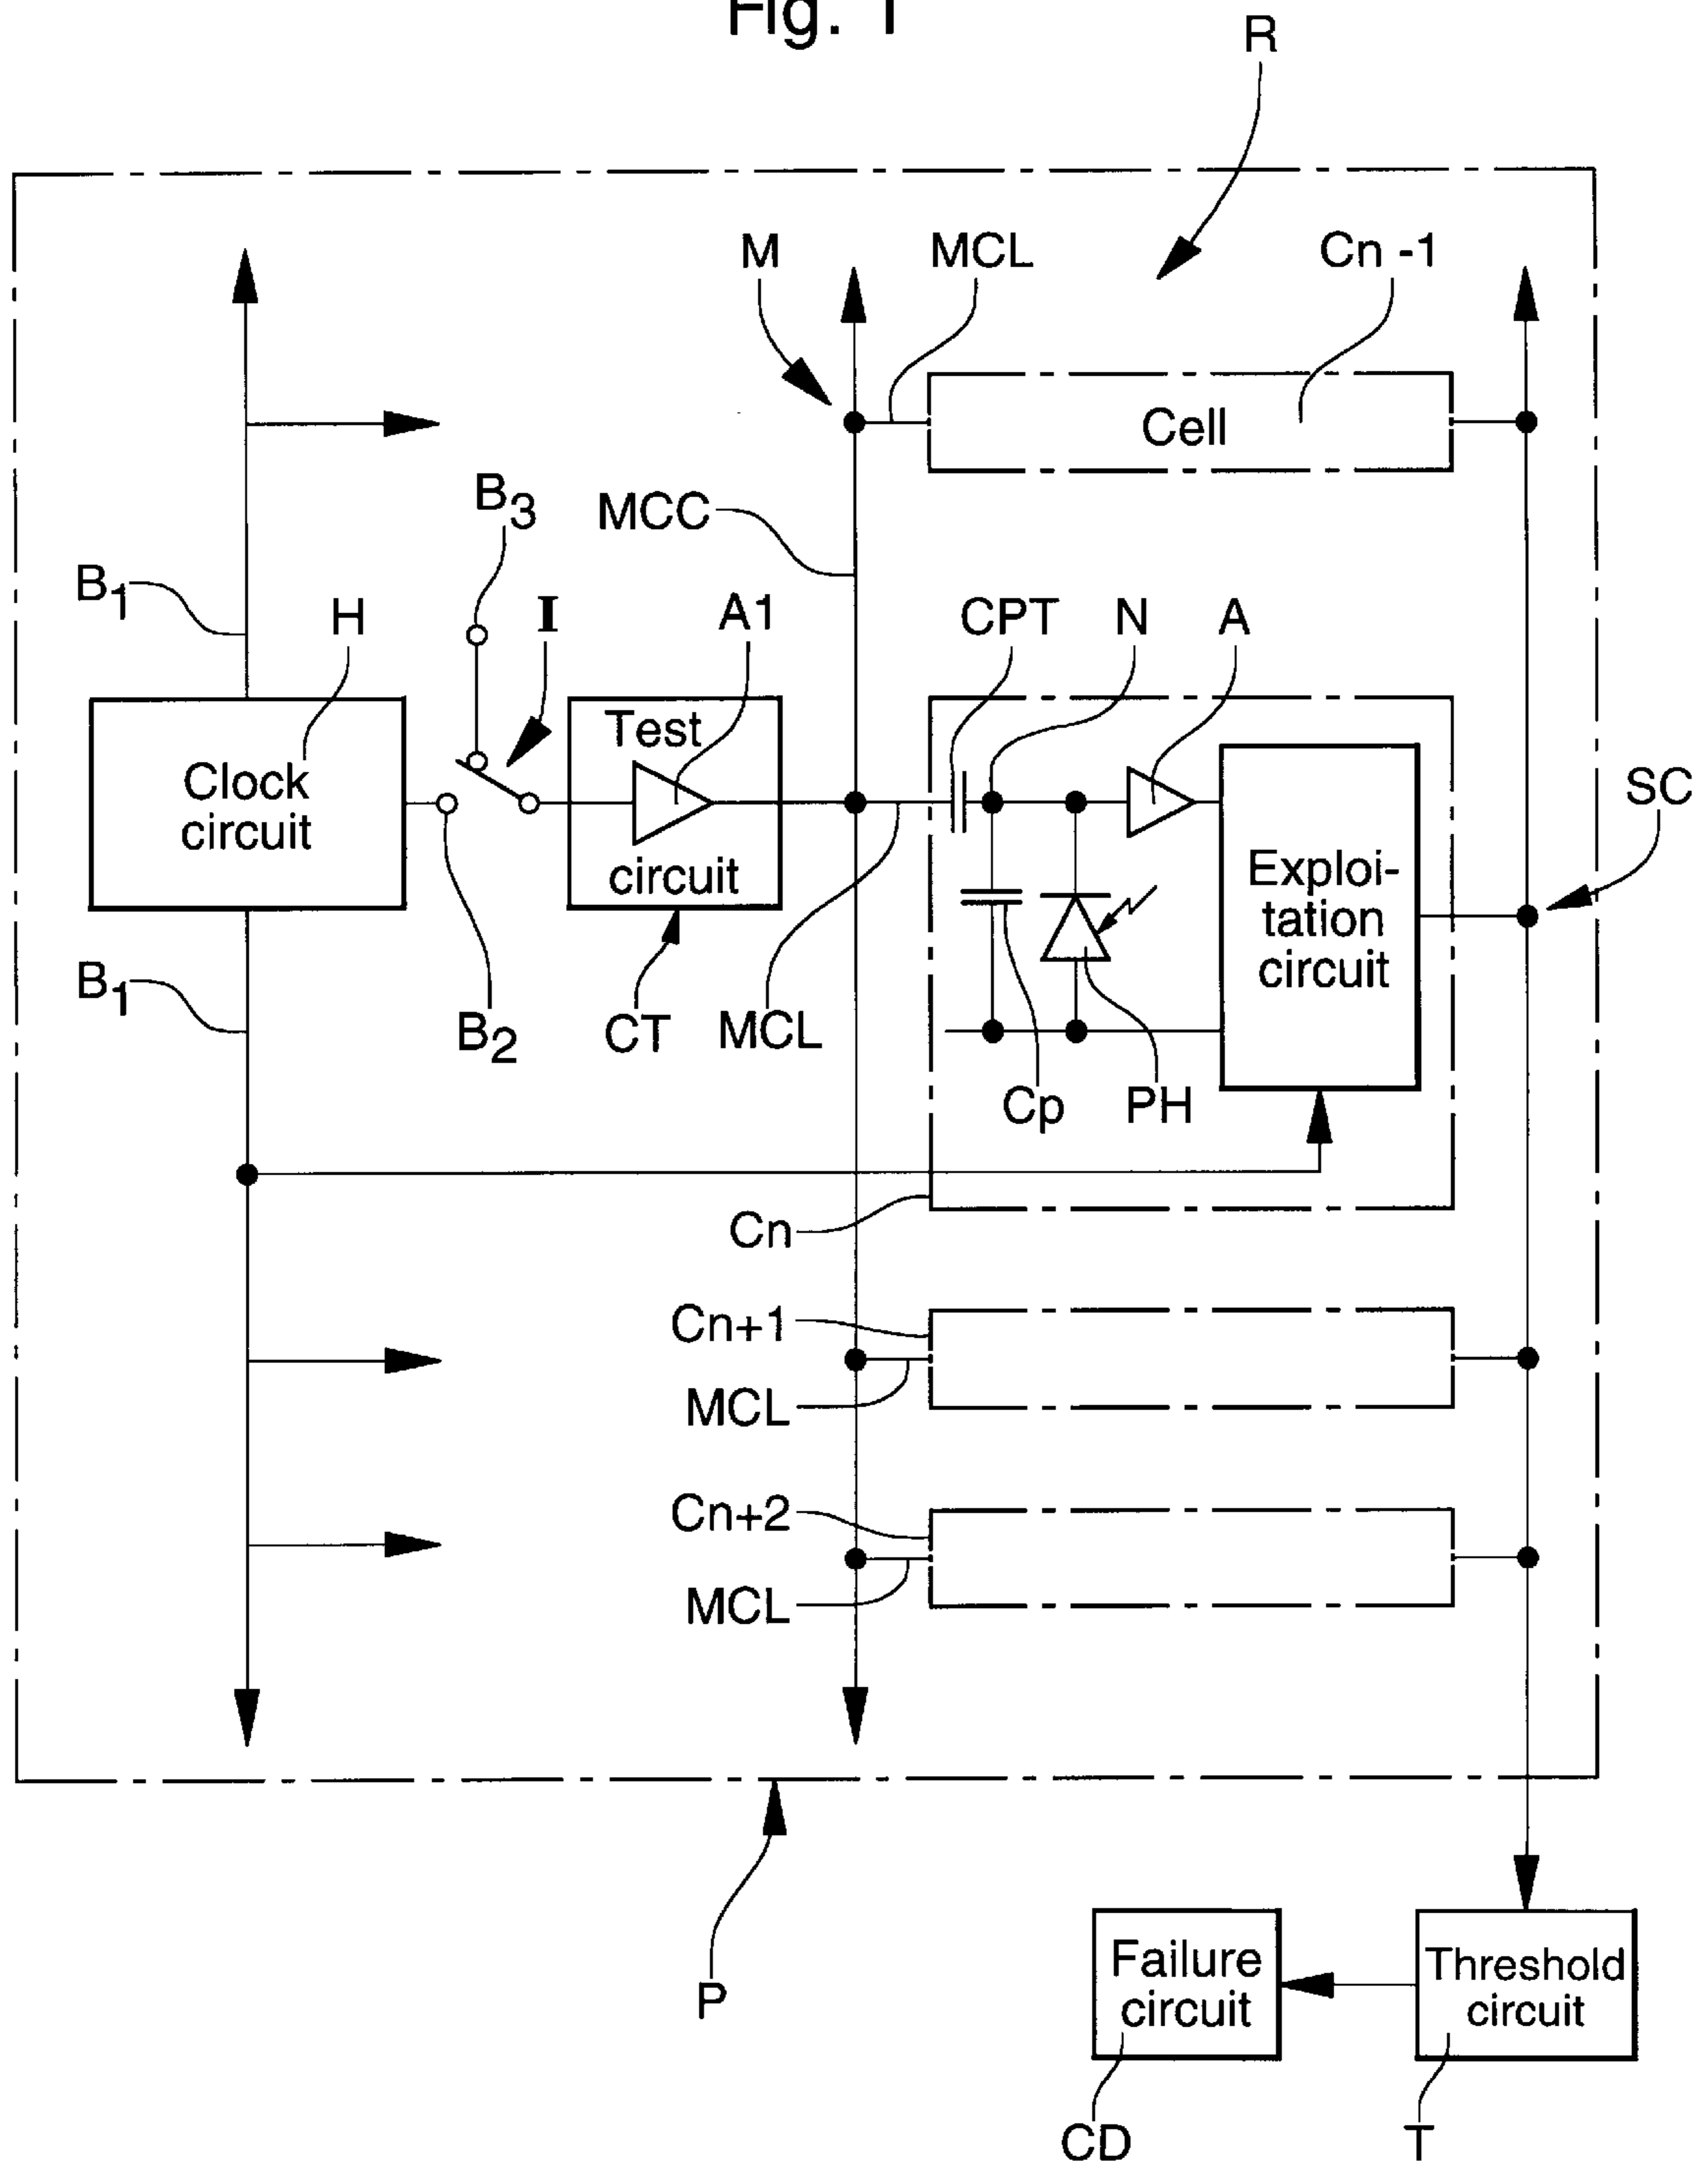 Fig. 1
R
M
MCL
Cn -1
Cell
B3
MCC
B1
H
I
A1
CPT
N
A
SC
Clock
circuit
Test
circuit
Exploi-
tation
circuit
B1
B2
CT
MCL
Cp
PH
Cn
Cn+1
MCL
Cn+2
MCL
P
Failure
circuit
Threshold
circuit
CD
T